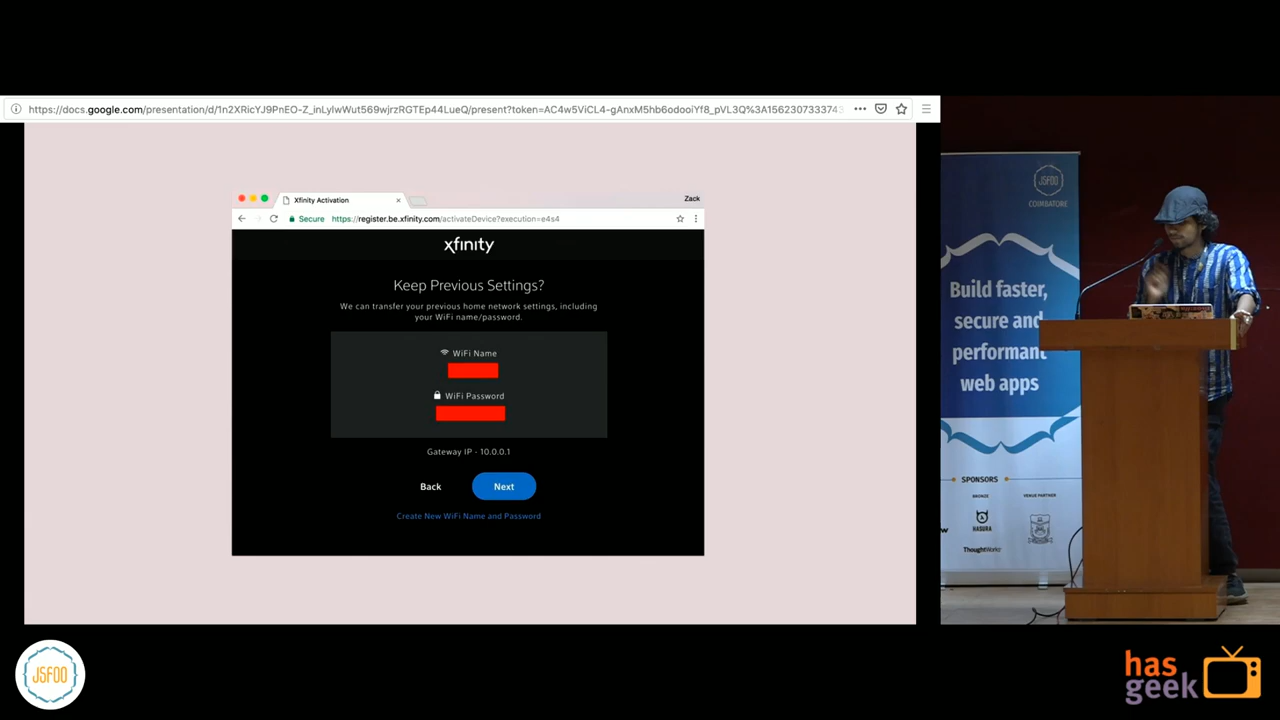 https://docs.google.com/presentation/d/1n2XRicYJ9PnEO-Z_inLyIwWut569wjrzRGTEp44LueQ/present?token=AC4w5ViCL4-gAnxM5hb6odooiYf8_pVL3Q%3A1562307333743
Xfinity Activation
Zack
Secure
https://register.be.xfinity.com/activateDevice?execution=e4s4
xfinity
Keep Previous Settings?
We can transfer your previous home network settings, including
your WiFi name/password.
WiFi Name
WiFi Password
Gateway IP - 10.0.0.1
Back
Next
Create New WiFi Name and Password
JSFOO
COIMBATORE
Build faster,
secure and
performant
web apps
SPONSORS
BRONZE
VENUE PARTNER
HASURA
ThoughtWorks
JSFOO
has
geek